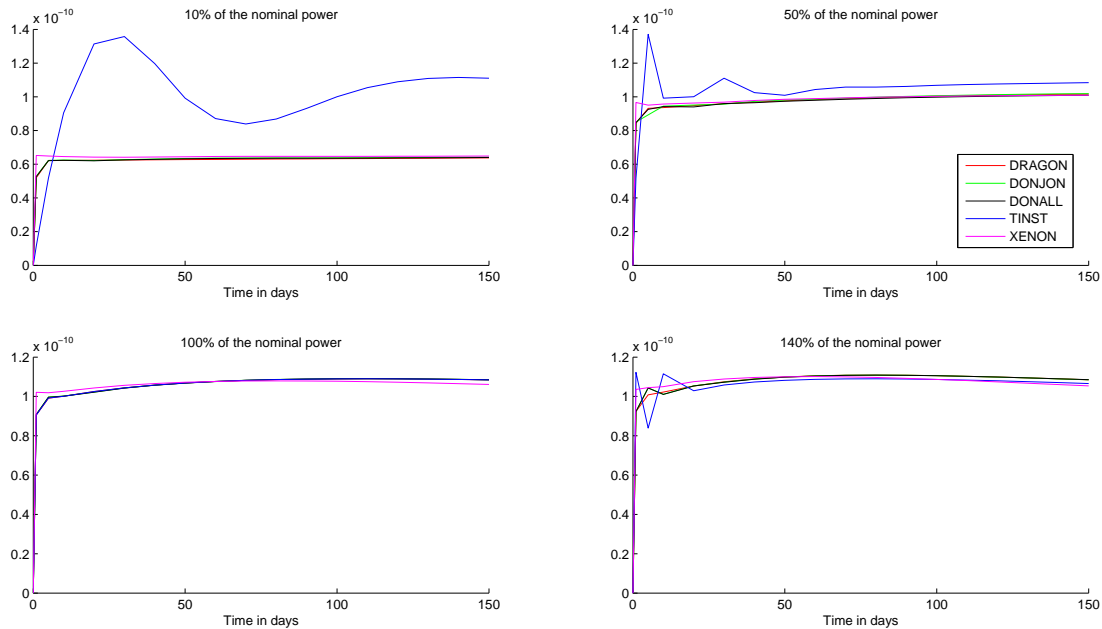 10% of the nominal power
x 10⁻¹⁰
1.4
1.2
1
0.8
0.6
0.4
0.2
0
0
50
100
150
Time in days
50% of the nominal power
x 10⁻¹⁰
1.4
1.2
1
0.8
0.6
0.4
0.2
0
0
50
100
150
Time in days
DRAGON
DONJON
DONALL
TINST
XENON
100% of the nominal power
x 10⁻¹⁰
1.2
1
0.8
0.6
0.4
0.2
0
0
50
100
150
Time in days
140% of the nominal power
x 10⁻¹⁰
1.2
1
0.8
0.6
0.4
0.2
0
0
50
100
150
Time in days